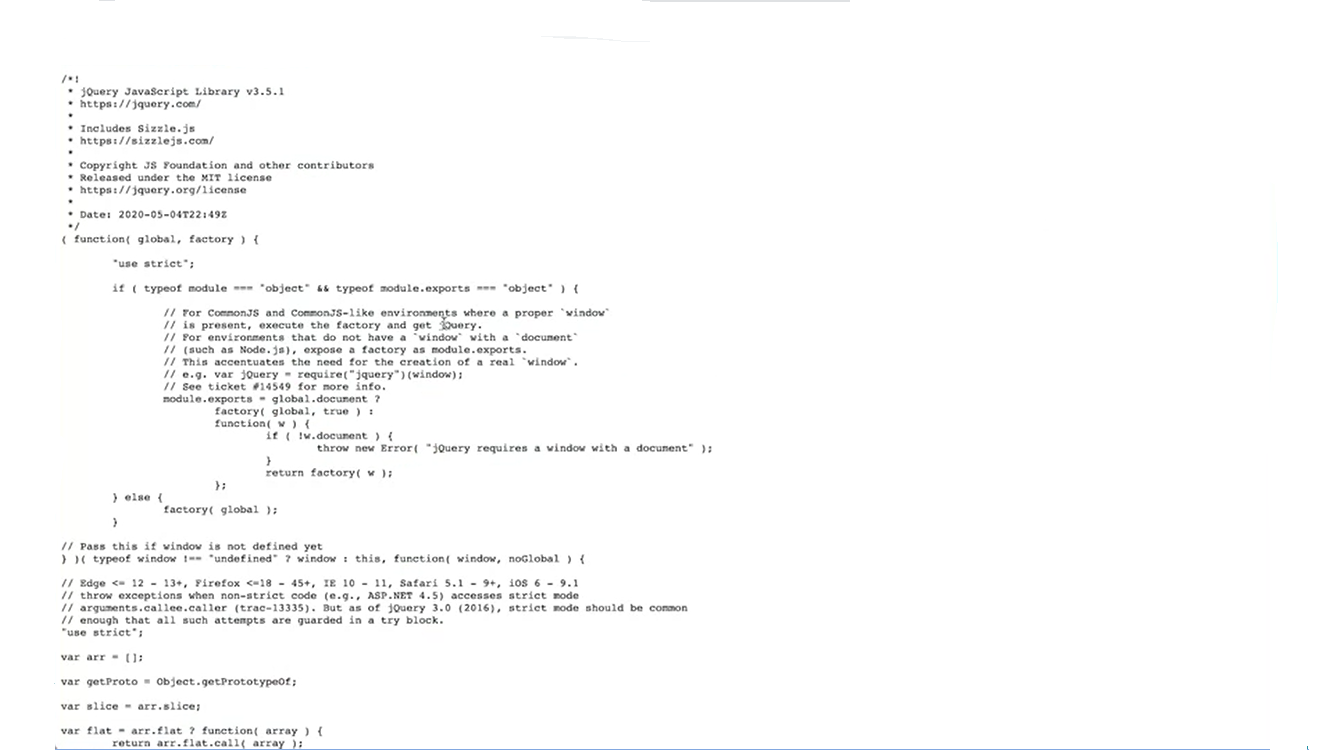 /*!
 * jQuery JavaScript Library v3.5.1
 * https://jquery.com/
 *
 * Includes Sizzle.js
 * https://sizzlejs.com/
 *
 * Copyright JS Foundation and other contributors
 * Released under the MIT license
 * https://jquery.org/license
 *
 * Date: 2020-05-04T22:49Z
 */
( function( global, factory ) {

	"use strict";

	if ( typeof module === "object" && typeof module.exports === "object" ) {

		// For CommonJS and CommonJS-like environments where a proper `window`
		// is present, execute the factory and get jQuery.
		// For environments that do not have a `window` with a `document`
		// (such as Node.js), expose a factory as module.exports.
		// This accentuates the need for the creation of a real `window`.
		// e.g. var jQuery = require("jquery")(window);
		// See ticket #14549 for more info.
		module.exports = global.document ?
			factory( global, true ) :
			function( w ) {
				if ( !w.document ) {
					throw new Error( "jQuery requires a window with a document" );
				}
				return factory( w );
			};
	} else {
		factory( global );
	}

// Pass this if window is not defined yet
} )( typeof window !== "undefined" ? window : this, function( window, noGlobal ) {

// Edge <= 12 - 13+, Firefox <=18 - 45+, IE 10 - 11, Safari 5.1 - 9+, iOS 6 - 9.1
// throw exceptions when non-strict code (e.g., ASP.NET 4.5) accesses strict mode
// arguments.callee.caller (trac-13335). But as of jQuery 3.0 (2016), strict mode should be common
// enough that all such attempts are guarded in a try block.
"use strict";

var arr = [];

var getProto = Object.getPrototypeOf;

var slice = arr.slice;

var flat = arr.flat ? function( array ) {
	return arr.flat.call( array );